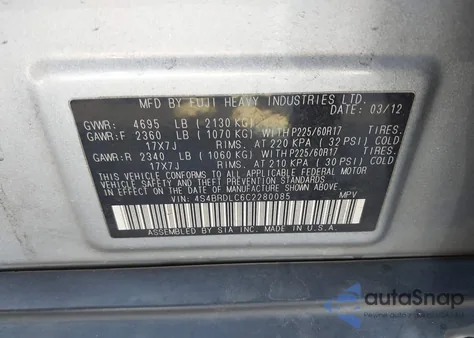 MFD BY FUJI HEAVY INDUSTRIES LTD.
DATE: 03/12
GVWR: 4695 LB (2130 KG)
GAWR:F 2360 LB (1070 KG) WITH P225/60R17 TIRES.
17X7J RIMS. AT 220 KPA (32 PSI) COLD
GAWR:R 2340 LB (1060 KG) WITH P225/60R17 TIRES.
17X7J RIMS. AT 210 KPA (30 PSI) COLD
THIS VEHICLE CONFORMS TO ALL APPLICABLE FEDERAL MOTOR
VEHICLE SAFETY, BUMPER, AND THEFT PREVENTION STANDARDS
IN EFFECT ON THE DATE OF MANUFACTURE SHOWN ABOVE.
VIN: 4S4BRDLC6C2280085 MPV
ASSEMBLED BY SIA INC. MADE IN U.S.A.
autoSnap